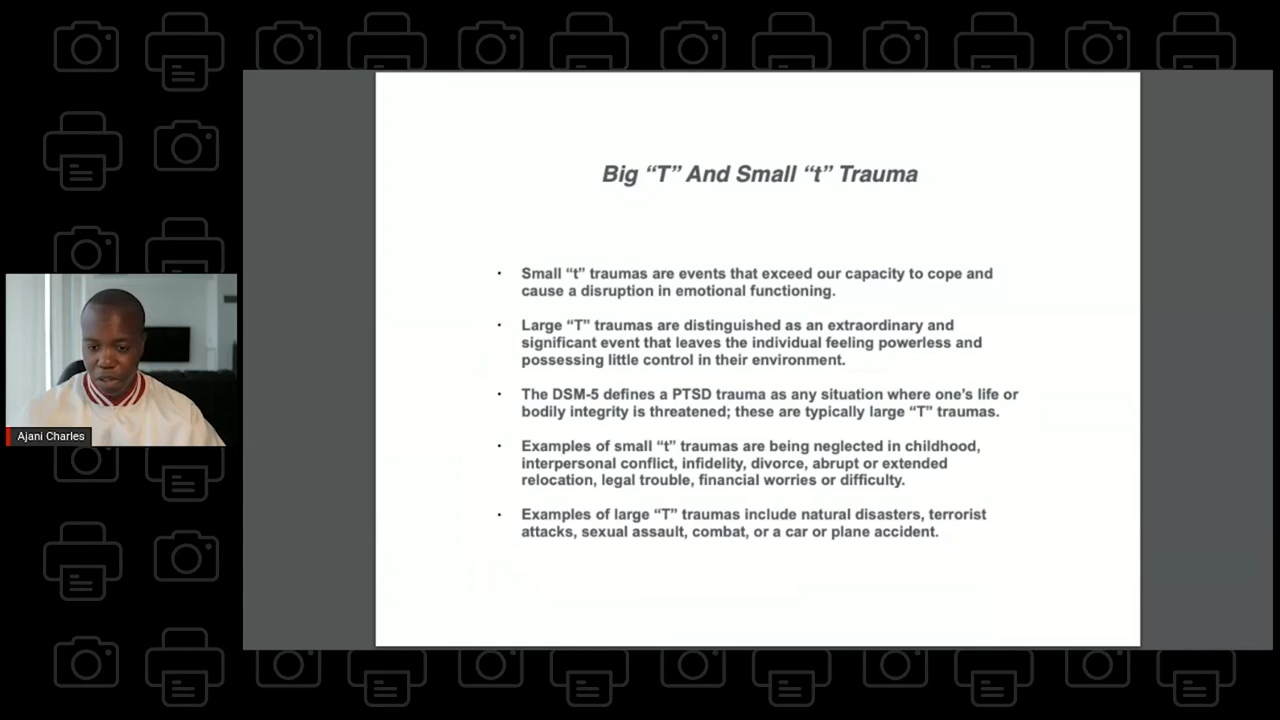 Big “T” And Small “t” Trauma
· Small “t” traumas are events that exceed our capacity to cope and
cause a disruption in emotional functioning.
· Large “T” traumas are distinguished as an extraordinary and
significant event that leaves the individual feeling powerless and
possessing little control in their environment.
· The DSM-5 defines a PTSD trauma as any situation where one’s life or
bodily integrity is threatened; these are typically large “T” traumas.
· Examples of small “t” traumas are being neglected in childhood,
interpersonal conflict, infidelity, divorce, abrupt or extended
relocation, legal trouble, financial worries or difficulty.
· Examples of large “T” traumas include natural disasters, terrorist
attacks, sexual assault, combat, or a car or plane accident.
Ajani Charles